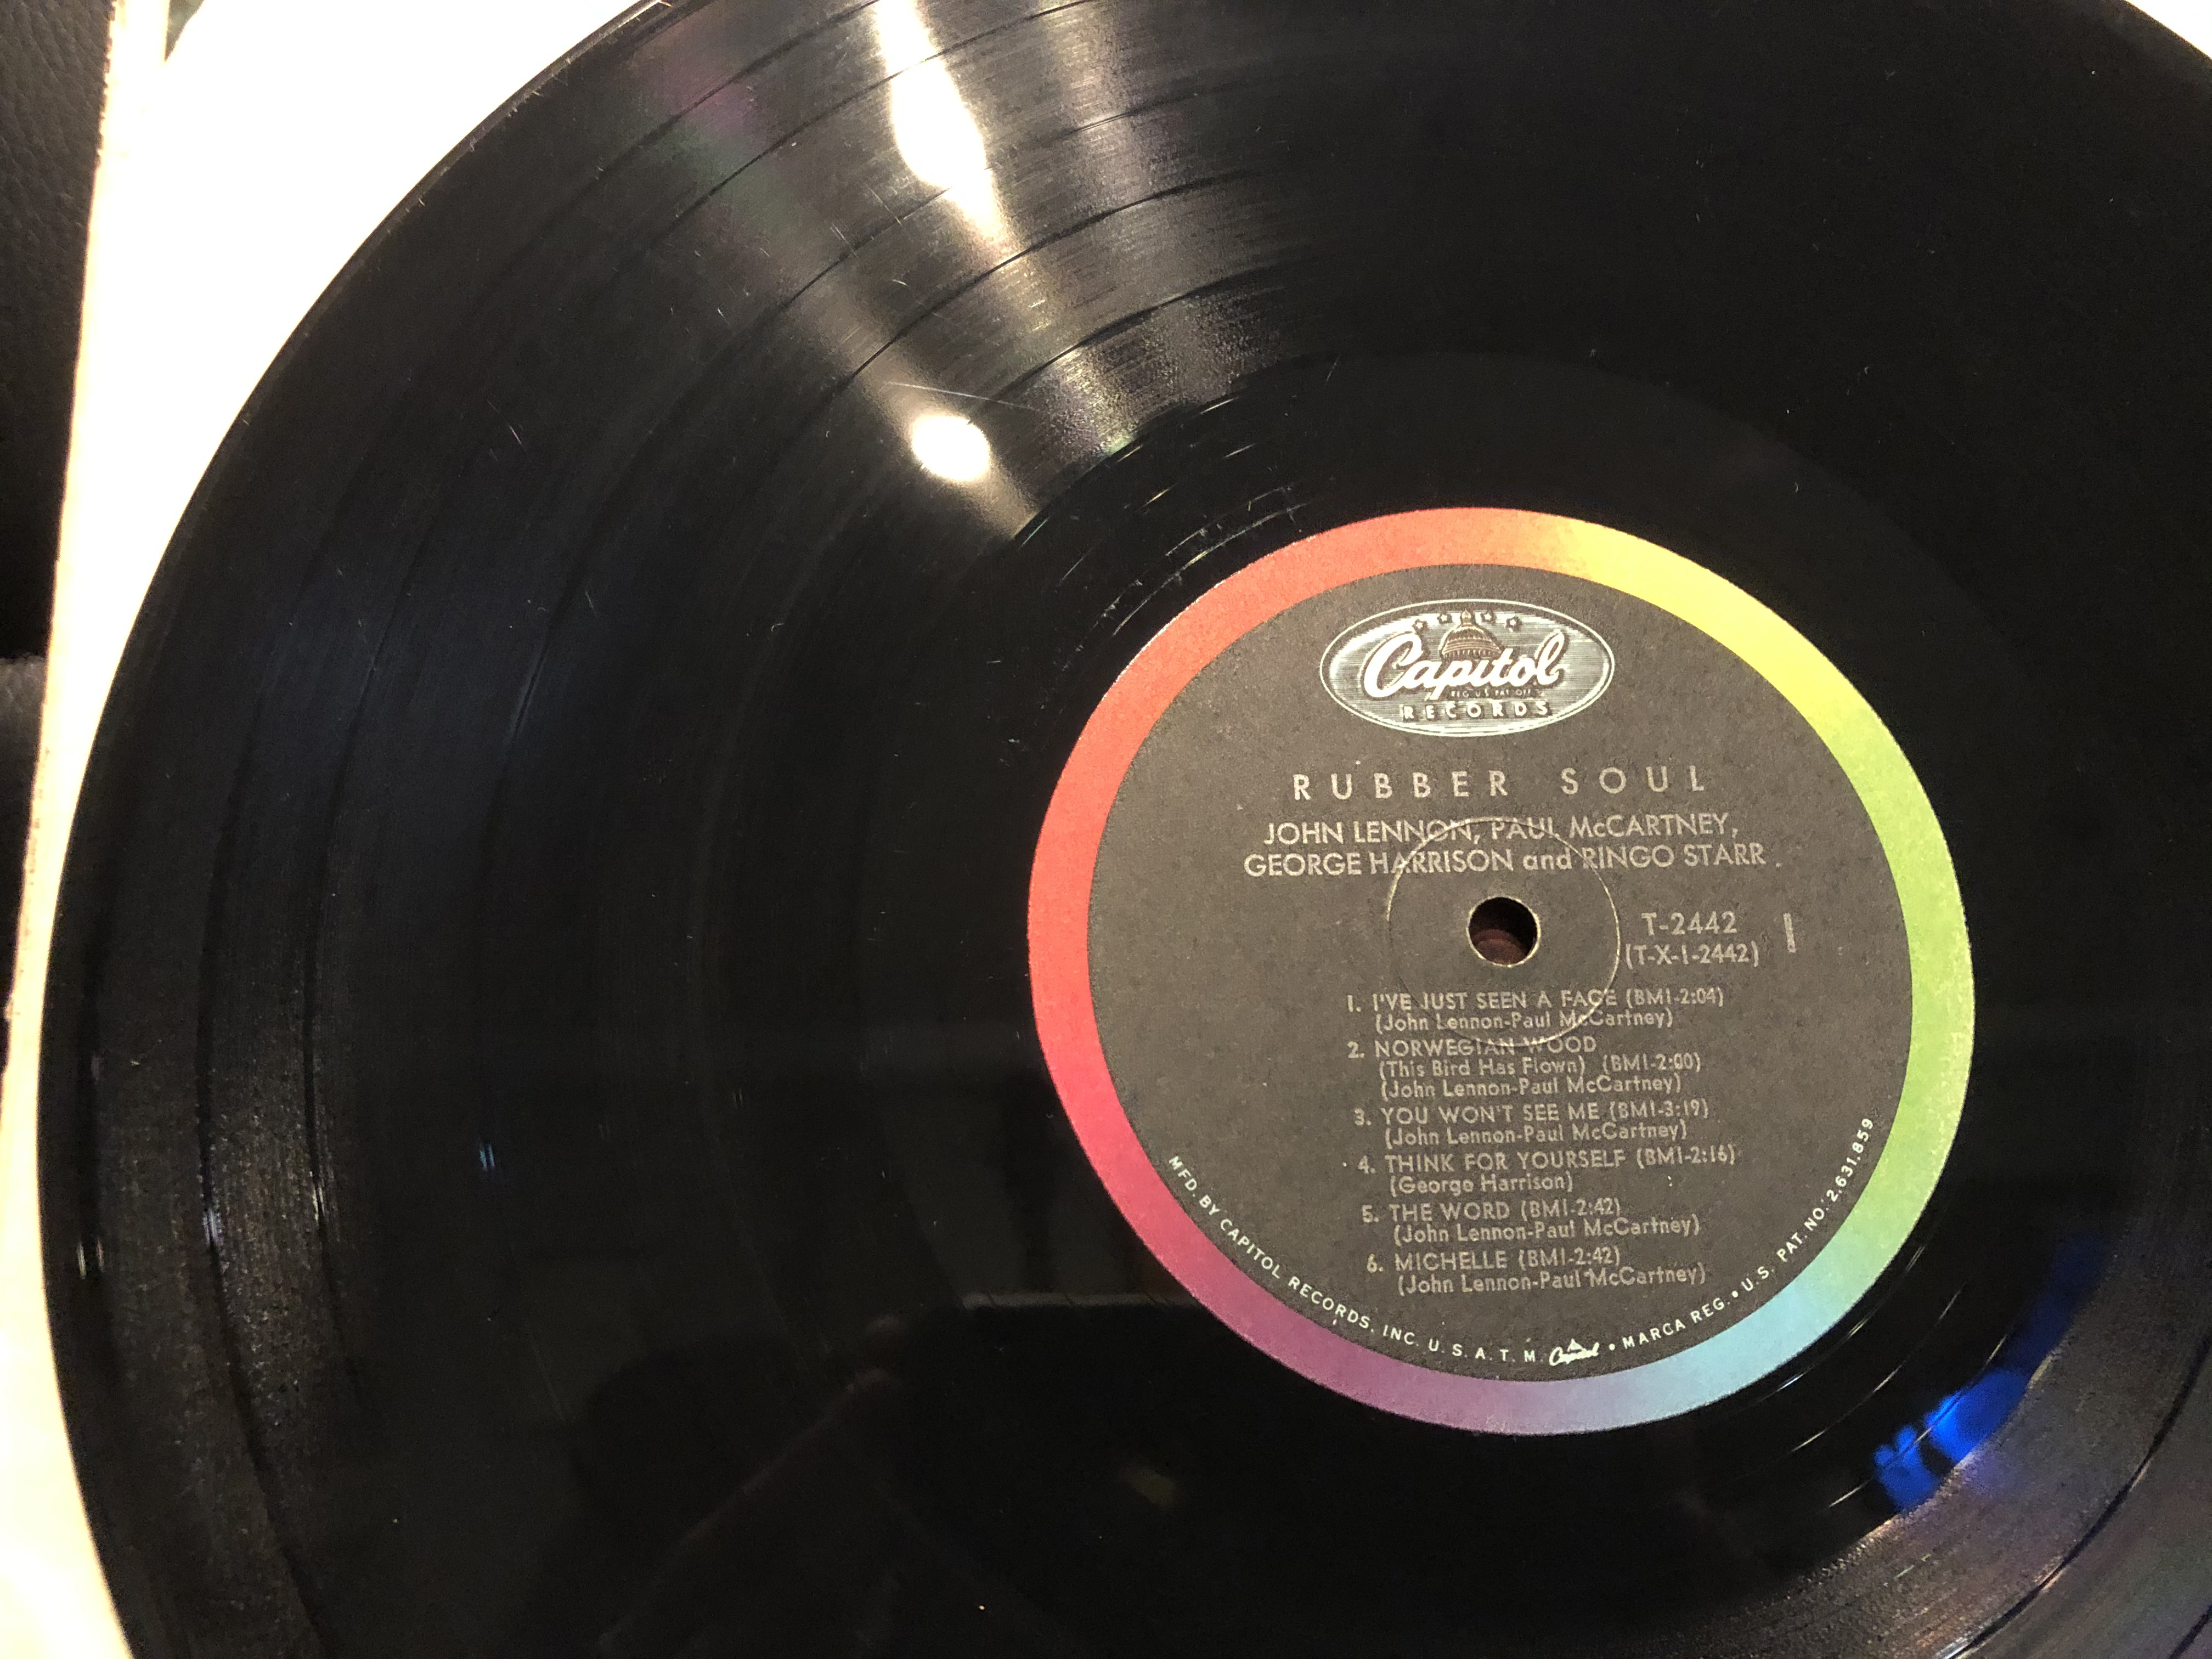 Capitol
REG. U.S. PAT. OFF.
RECORDS
RUBBER SOUL
JOHN LENNON, PAUL McCARTNEY,
GEORGE HARRISON and RINGO STARR
T-2442
1
(T-X-1-2442)
1. I'VE JUST SEEN A FACE (BMI-2:04)
(John Lennon-Paul McCartney)
2. NORWEGIAN WOOD
(This Bird Has Flown) (BMI-2:00)
(John Lennon-Paul McCartney)
3. YOU WON'T SEE ME (BMI-3:19)
(John Lennon-Paul McCartney)
4. THINK FOR YOURSELF (BMI-2:16)
(George Harrison)
5. THE WORD (BMI-2:42)
(John Lennon-Paul McCartney)
6. MICHELLE (BMI-2:42)
(John Lennon-Paul McCartney)
MFD. BY CAPITOL RECORDS, INC. U.S.A. T.M. Capitol • MARCA REG. • U.S. PAT. NO. 2,631,859